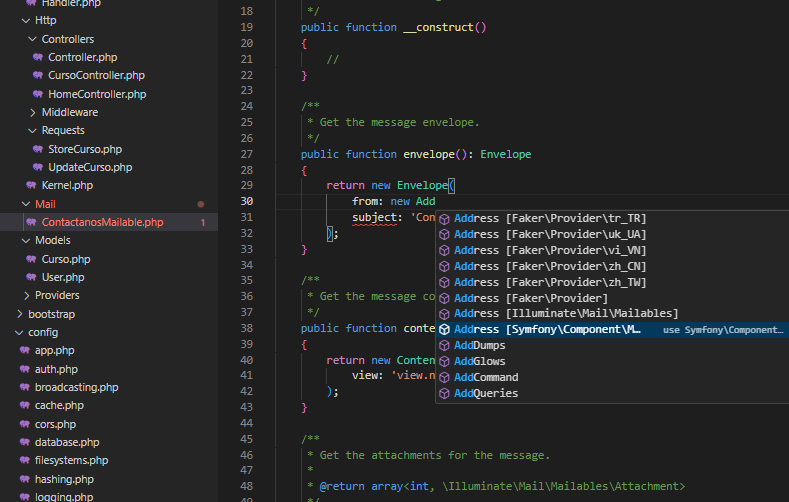 Handler.php
Http
Controllers
Controller.php
CursoController.php
HomeController.php
Middleware
Requests
StoreCurso.php
UpdateCurso.php
Kernel.php
Mail
ContactanosMailable.php 1
Models
Curso.php
User.php
Providers
bootstrap
config
app.php
auth.php
broadcasting.php
cache.php
cors.php
database.php
filesystems.php
hashing.php
logging.php
18 */
19 public function __construct()
20 {
21 //
22 }
23
24 /**
25 * Get the message envelope.
26 */
27 public function envelope(): Envelope
28 {
29 return new Envelope(
30 from: new Add
31 subject: 'Con
32 );
33 }
34
35 /**
36 * Get the message co
37 */
38 public function conte
39 {
40 return new Conten
41 view: 'view.n
42 );
43 }
44
45 /**
46 * Get the attachments for the message.
47 *
48 * @return array<int, \Illuminate\Mail\Mailables\Attachment>
49 */
Address [Faker\Provider\tr_TR]
Address [Faker\Provider\uk_UA]
Address [Faker\Provider\vi_VN]
Address [Faker\Provider\zh_CN]
Address [Faker\Provider\zh_TW]
Address [Faker\Provider]
Address [Illuminate\Mail\Mailables]
Address [Symfony\Component\M… use Symfony\Component…
AddDumps
AddGlows
AddCommand
AddQueries